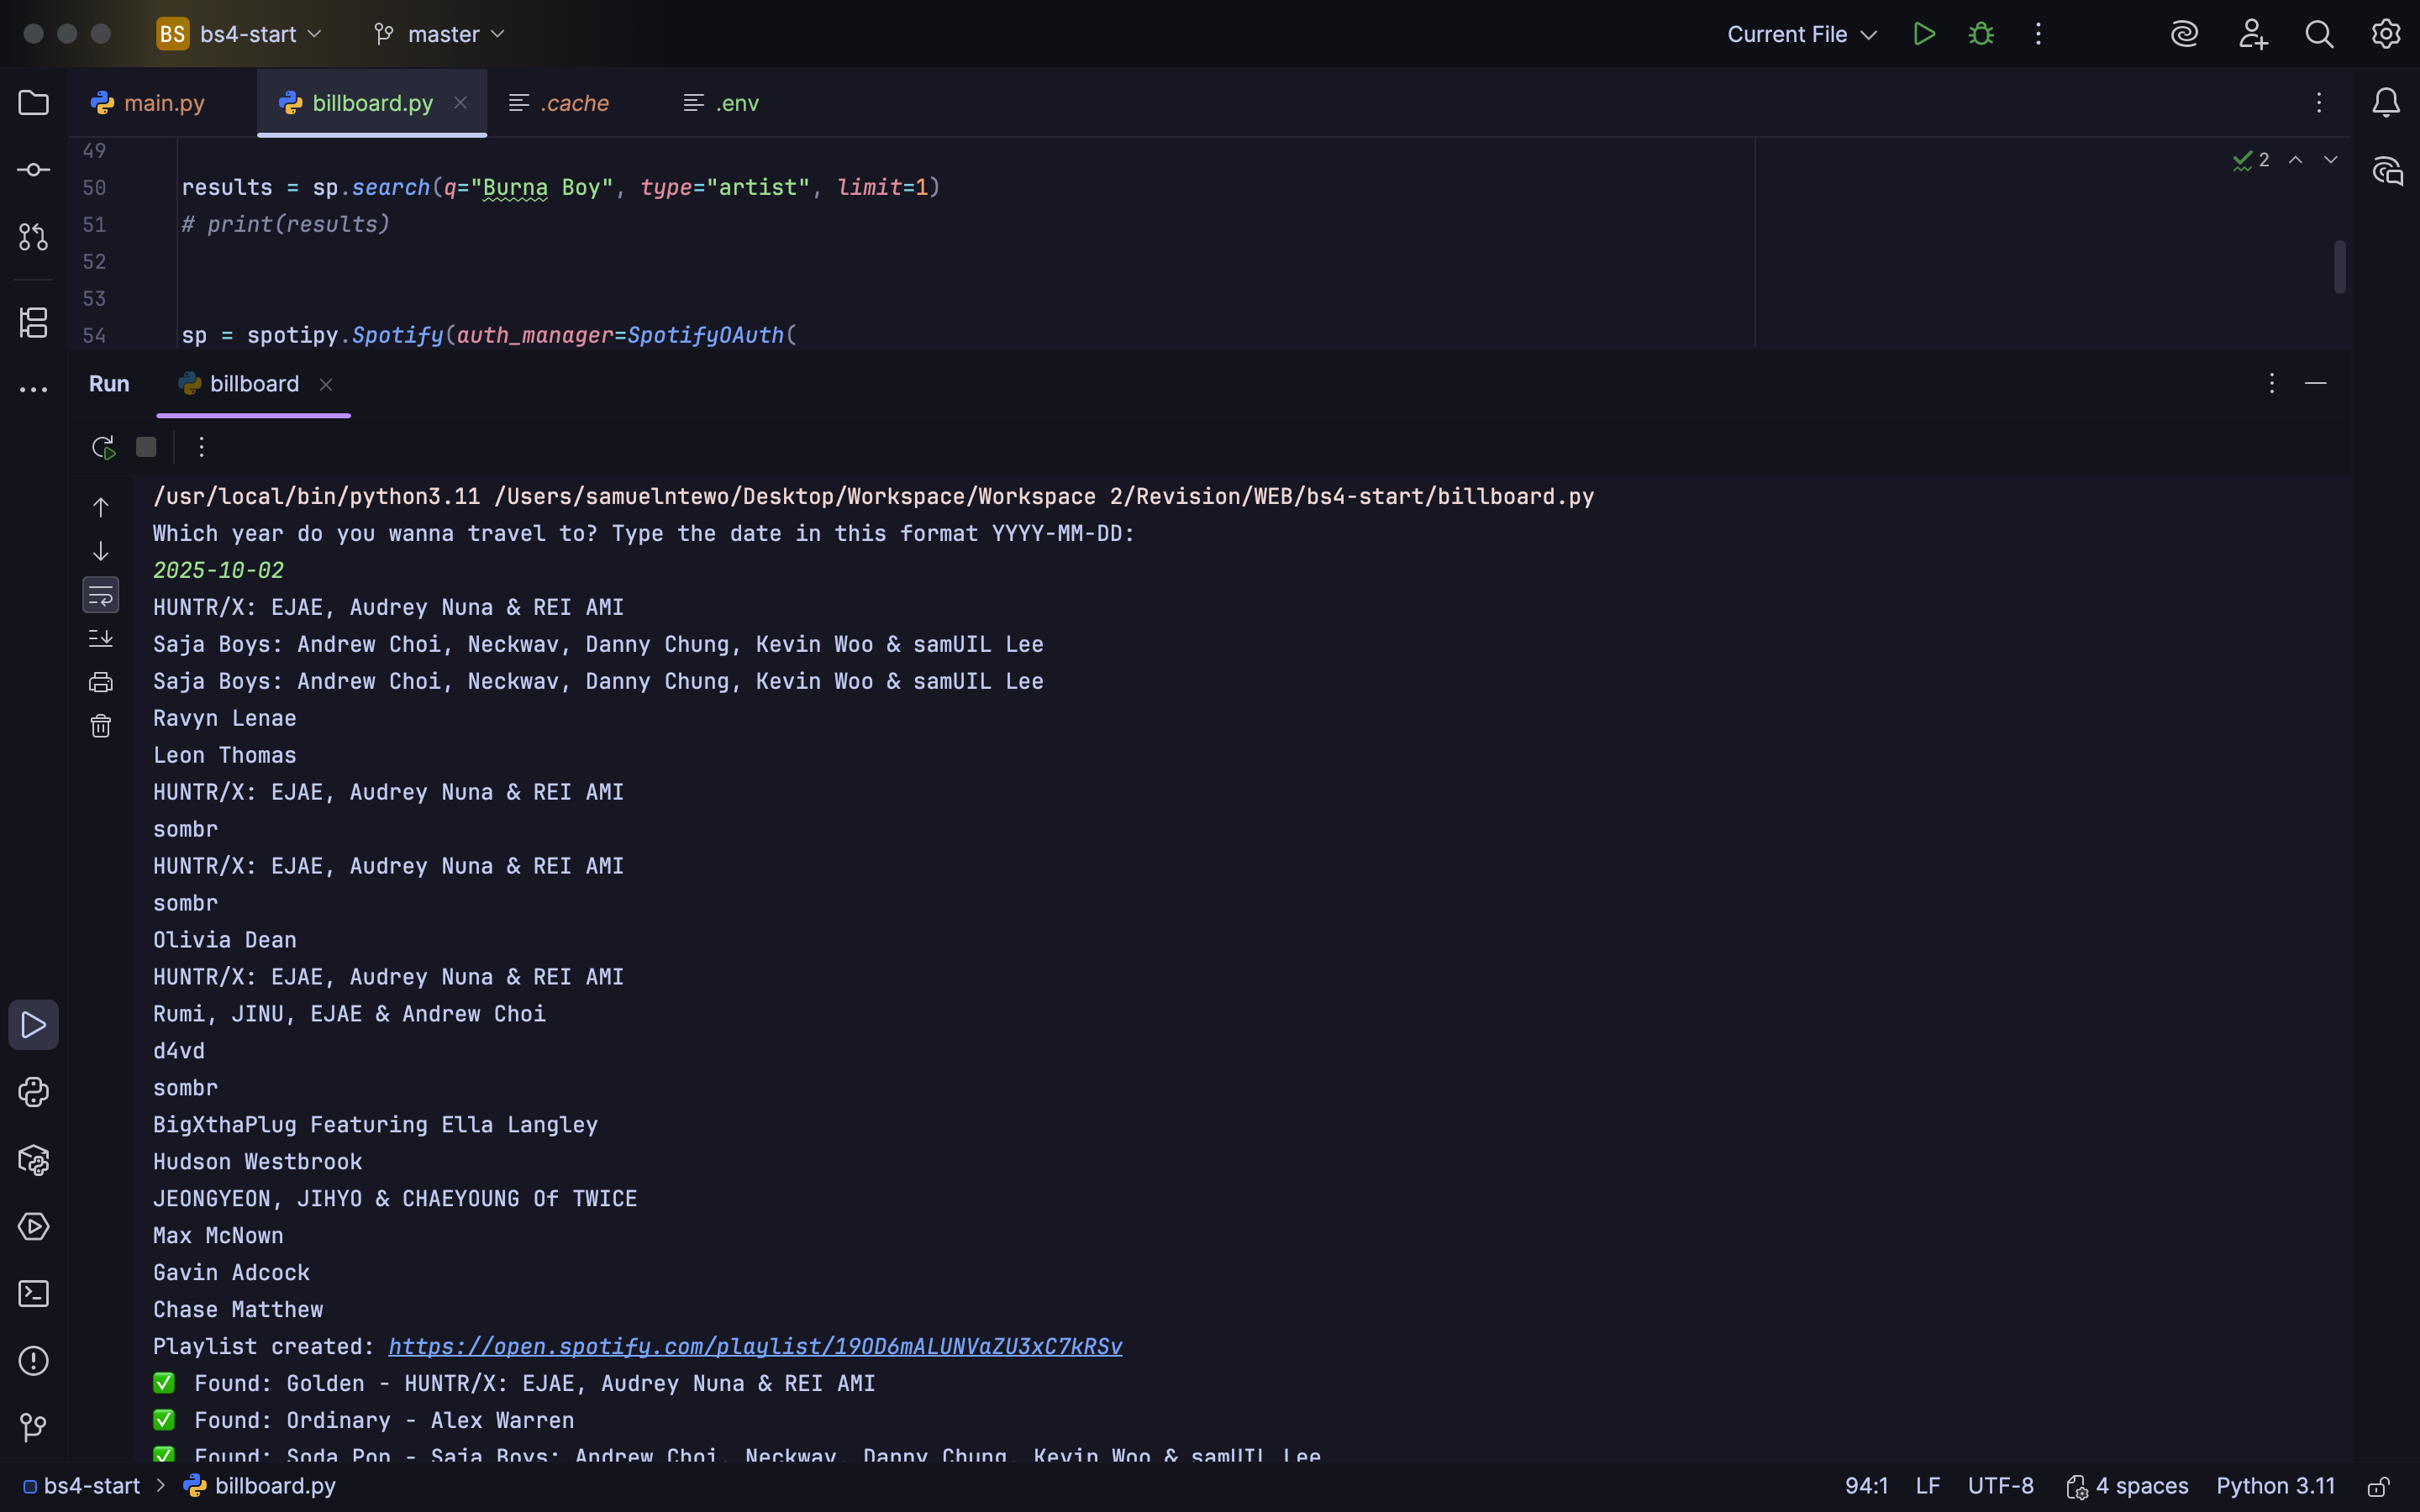 BS bs4-start master Current File
main.py billboard.py .cache .env
49
50 results = sp.search(q="Burna Boy", type="artist", limit=1) 2
51 # print(results)
52
53
54 sp = spotipy.Spotify(auth_manager=SpotifyOAuth(
Run billboard
/usr/local/bin/python3.11 /Users/samuelntewo/Desktop/Workspace/Workspace 2/Revision/WEB/bs4-start/billboard.py
Which year do you wanna travel to? Type the date in this format YYYY-MM-DD:
2025-10-02
HUNTR/X: EJAE, Audrey Nuna & REI AMI
Saja Boys: Andrew Choi, Neckwav, Danny Chung, Kevin Woo & samUIL Lee
Saja Boys: Andrew Choi, Neckwav, Danny Chung, Kevin Woo & samUIL Lee
Ravyn Lenae
Leon Thomas
HUNTR/X: EJAE, Audrey Nuna & REI AMI
sombr
HUNTR/X: EJAE, Audrey Nuna & REI AMI
sombr
Olivia Dean
HUNTR/X: EJAE, Audrey Nuna & REI AMI
Rumi, JINU, EJAE & Andrew Choi
d4vd
sombr
BigXthaPlug Featuring Ella Langley
Hudson Westbrook
JEONGYEON, JIHYO & CHAEYOUNG Of TWICE
Max McNown
Gavin Adcock
Chase Matthew
Playlist created: https://open.spotify.com/playlist/19OD6mALUNVaZU3xC7kRSv
✅ Found: Golden - HUNTR/X: EJAE, Audrey Nuna & REI AMI
✅ Found: Ordinary - Alex Warren
✅ Found: Soda Pop - Saja Boys: Andrew Choi, Neckwav, Danny Chung, Kevin Woo & samUIL Lee
bs4-start > billboard.py 94:1 LF UTF-8 4 spaces Python 3.11